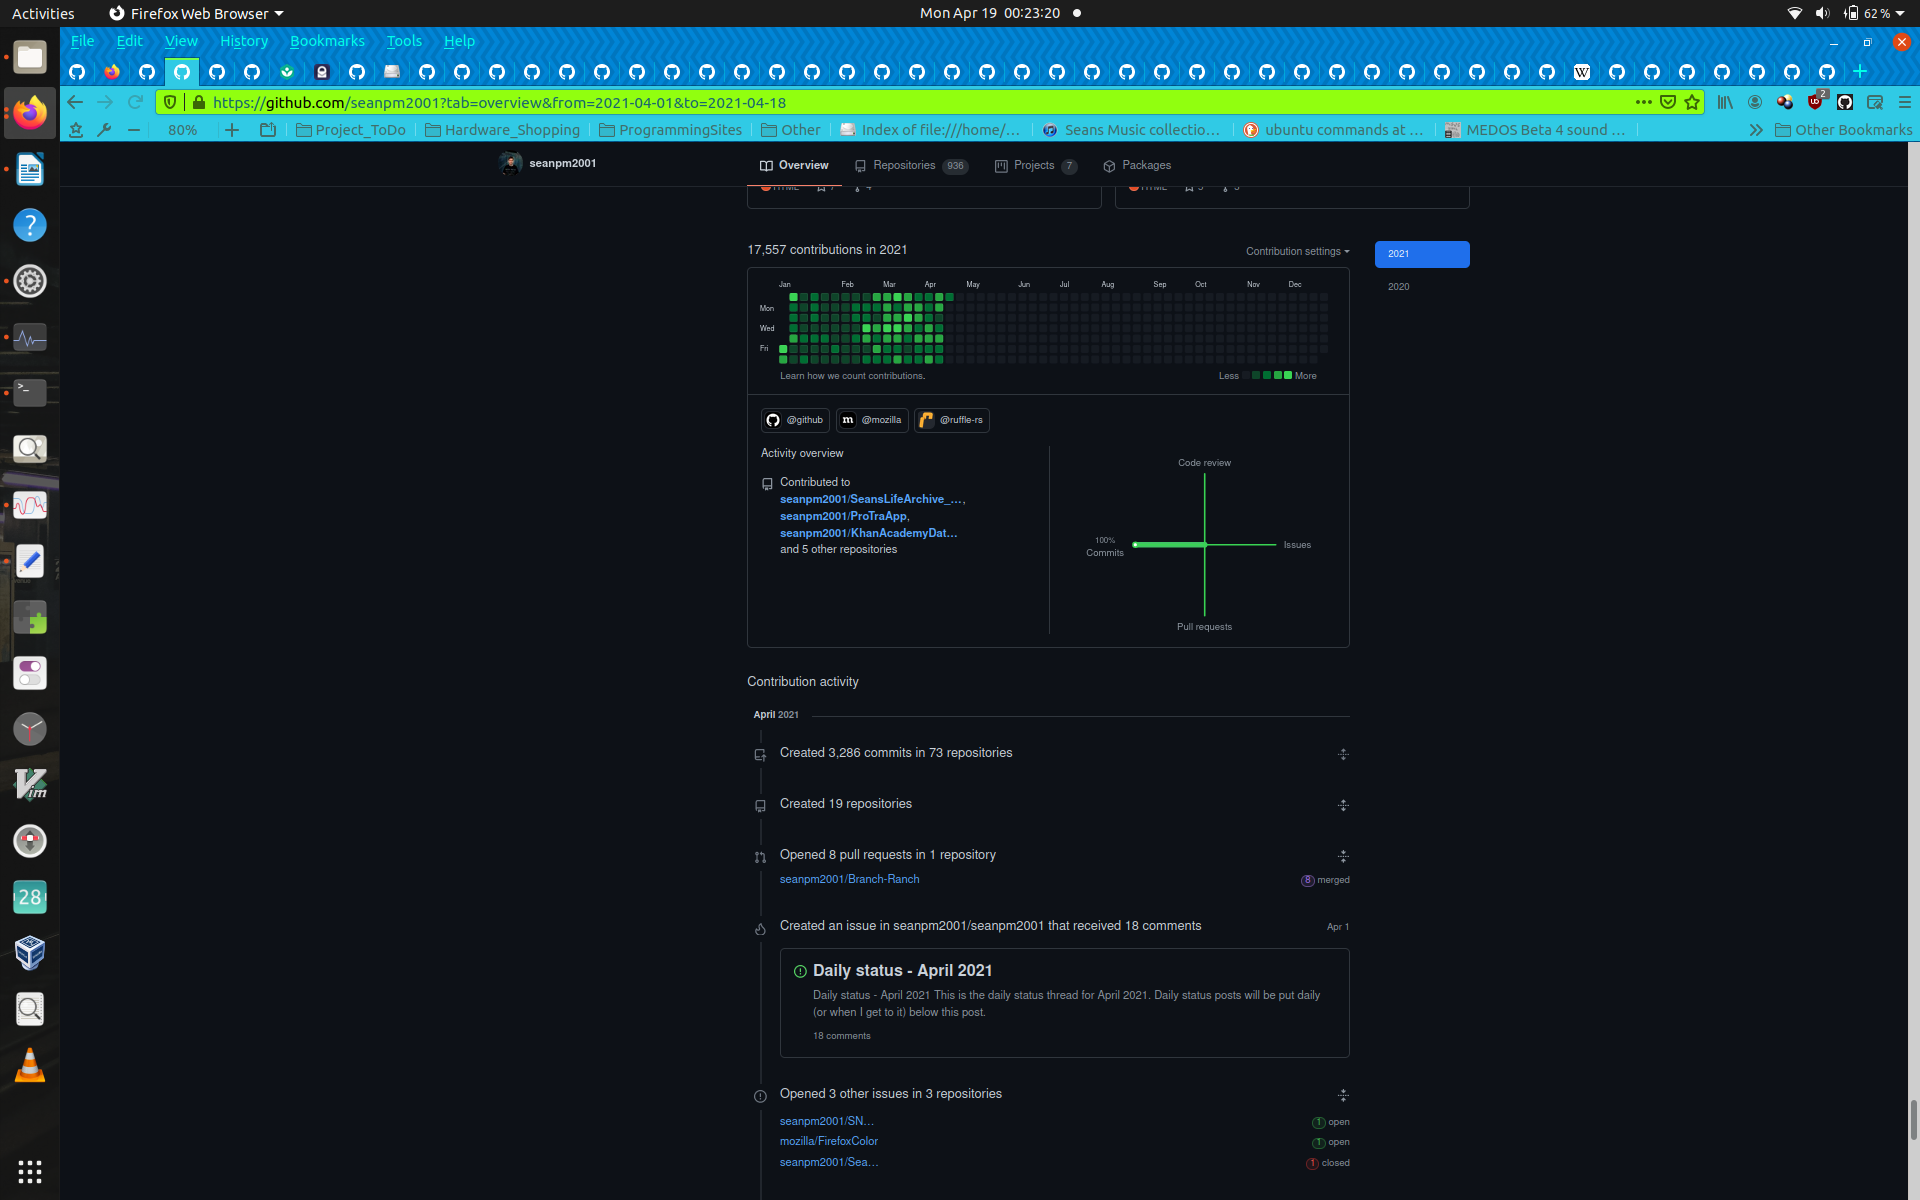 Activities Firefox Web Browser Mon Apr 19 00:23:20 62 %
File Edit View History Bookmarks Tools Help
https://github.com/seanpm2001?tab=overview&from=2021-04-01&to=2021-04-18 2
80% Project_ToDo Hardware_Shopping ProgrammingSites Other Index of file:///home/... Seans Music collectio... ubuntu commands at ... MEDOS Beta 4 sound ... Other Bookmarks
seanpm2001 Overview Repositories 936 Projects 7 Packages
17,557 contributions in 2021 Contribution settings 2021
2020
Jan Feb Mar Apr May Jun Jul Aug Sep Oct Nov Dec
Mon
Wed
Fri
Learn how we count contributions. Less More
@github m @mozilla @ruffle-rs
Activity overview
Contributed to
seanpm2001/SeansLifeArchive_...,
seanpm2001/ProTraApp,
seanpm2001/KhanAcademyDat...
and 5 other repositories
Code review
100%
Commits
Issues
Pull requests
Contribution activity
April 2021
Created 3,286 commits in 73 repositories
Created 19 repositories
Opened 8 pull requests in 1 repository
seanpm2001/Branch-Ranch 8 merged
Created an issue in seanpm2001/seanpm2001 that received 18 comments Apr 1
Daily status - April 2021
Daily status - April 2021 This is the daily status thread for April 2021. Daily status posts will be put daily
(or when I get to it) below this post.
18 comments
Opened 3 other issues in 3 repositories
seanpm2001/SN... 1 open
mozilla/FirefoxColor 1 open
seanpm2001/Sea... 1 closed
W
?
>_
Vim
28